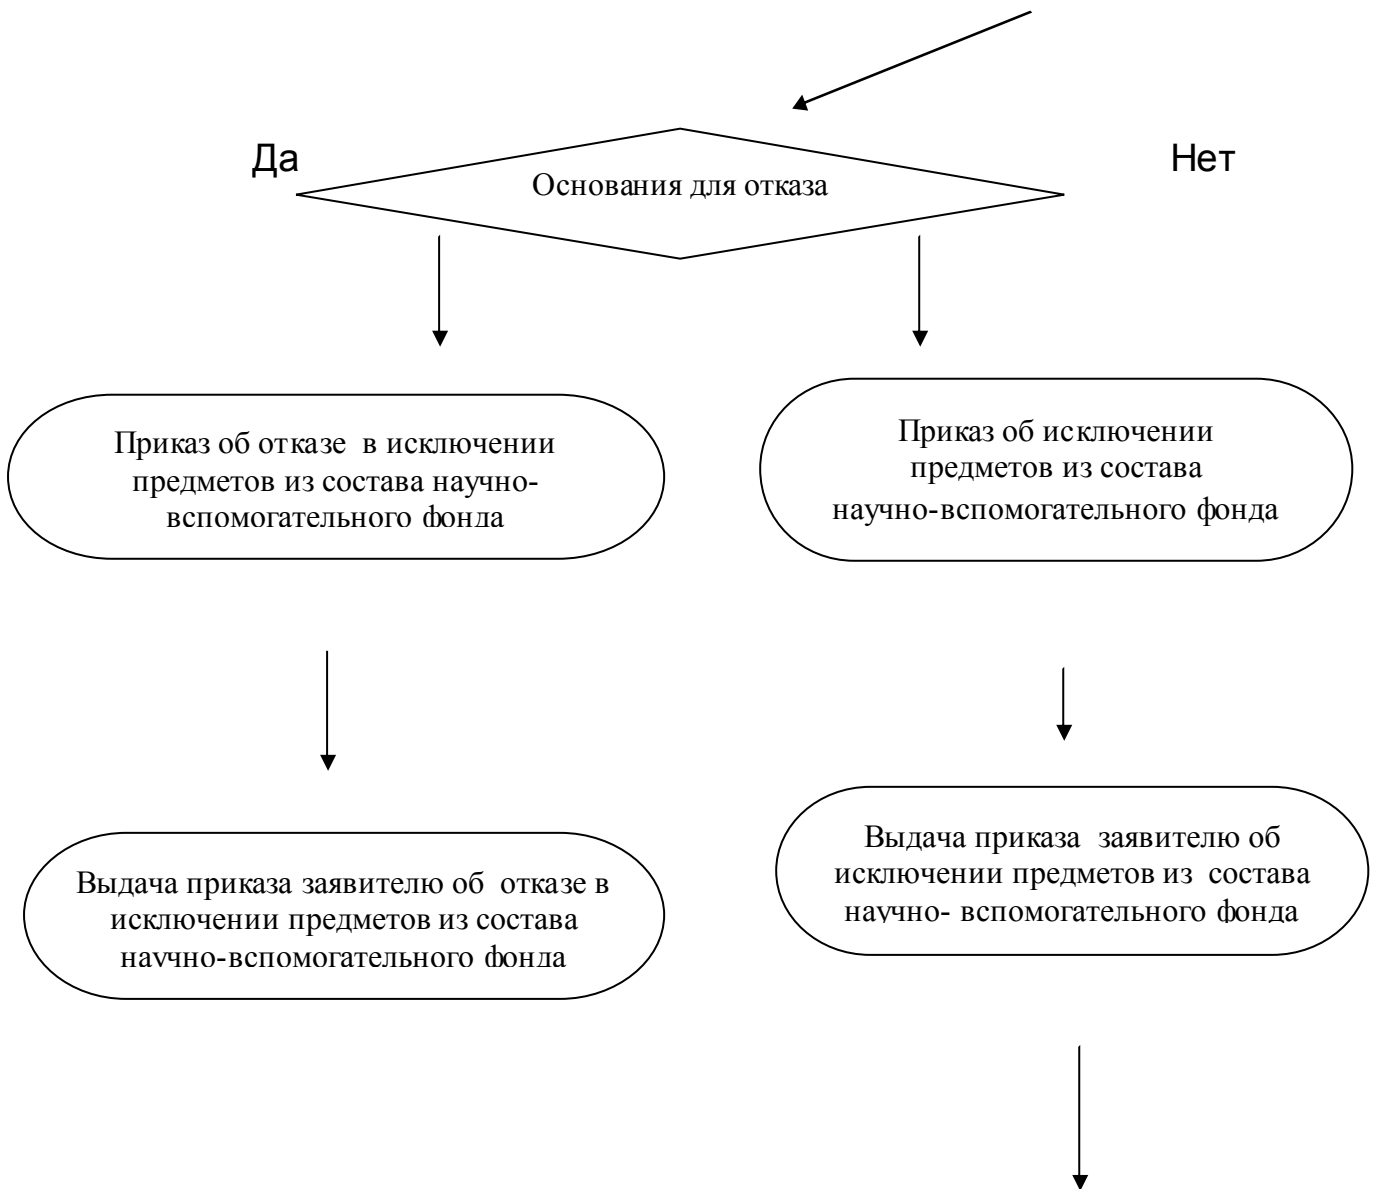 Да
Нет
Основания для отказа
Приказ об отказе в исключении
предметов из состава научно-
вспомогательного фонда
Приказ об исключении
предметов из состава
научно-вспомогательного фонда
Выдача приказа заявителю об отказе в
исключении предметов из состава
научно-вспомогательного фонда
Выдача приказа заявителю об
исключении предметов из состава
научно- вспомогательного фонда